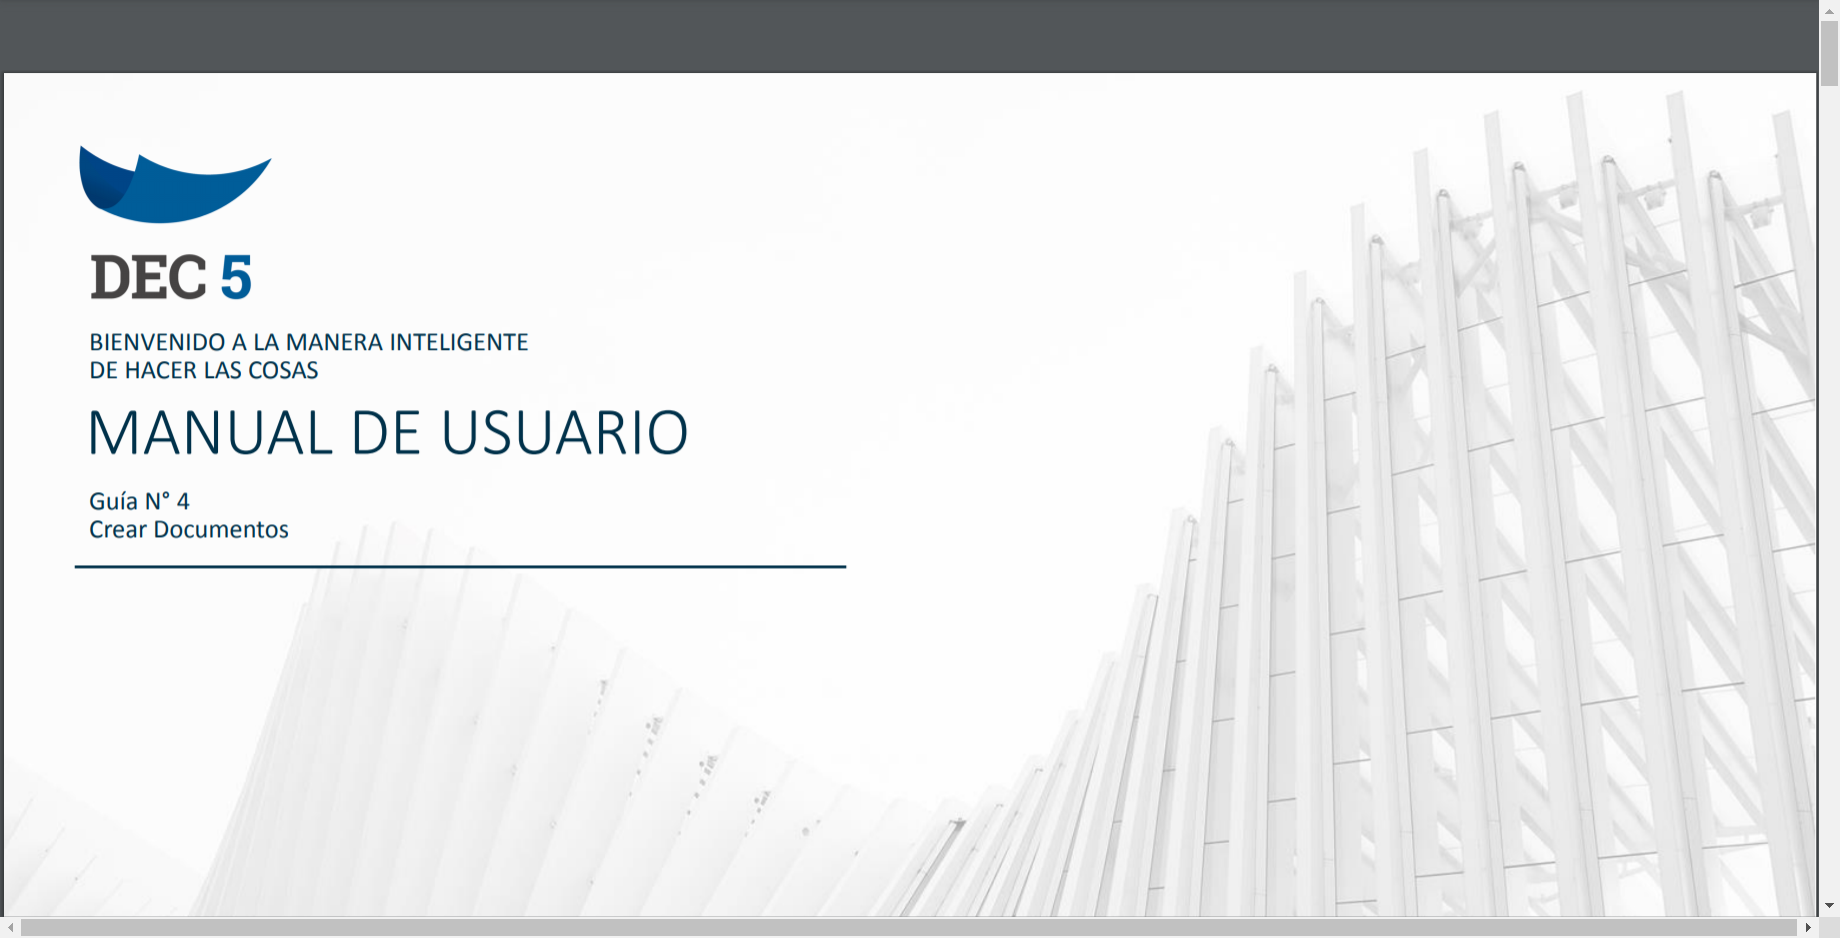 DEC 5
BIENVENIDO A LA MANERA INTELIGENTE
DE HACER LAS COSAS
MANUAL DE USUARIO
Guía N° 4
Crear Documentos